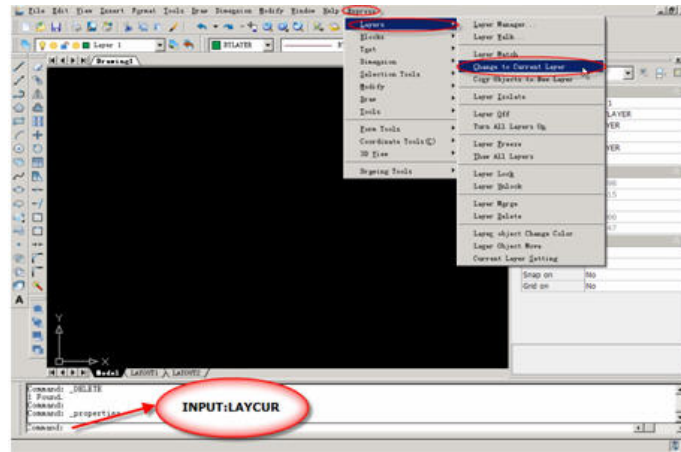 File Edit View Insert Format Tools Draw Dimension Modify Window Help Express
Layer 1
BYLAYER
Drawing1
Layers
Blocks
Text
Dimension
Selection Tools
Modify
Draw
Tools
Form Tools
Coordinate Tools(C)
3D View
Layer Manager...
Layer Walk...
Layer Match
Change to Current Layer
Copy Objects to New Layer
Layer Isolate
Layer Off
Turn All Layers On
Layer Freeze
Thaw All Layers
Layer Lock
Layer Unlock
Layer Merge
Layer Delete
Layer object Change Color
Layer Object Move
Current Layer Setting
Snap on No
Grid on No
A
Y
X
Model LAYOUT1 LAYOUT2
Command: _DELETE
1 Found.
Command:
Command: _properties
Command:
INPUT:LAYCUR